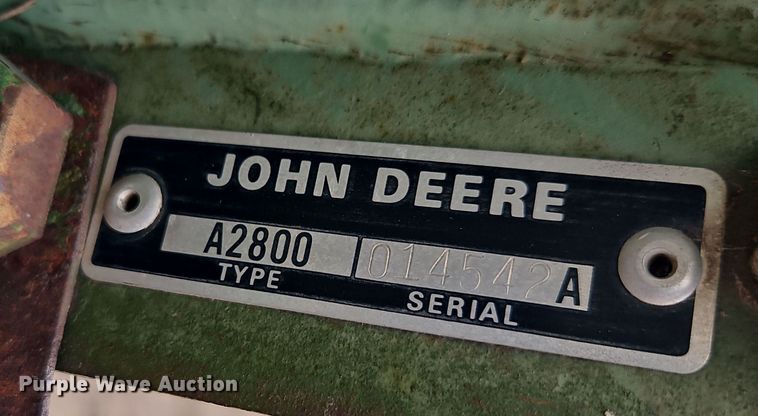 JOHN DEERE
A2800 014542A
TYPE SERIAL
Purple Wave Auction